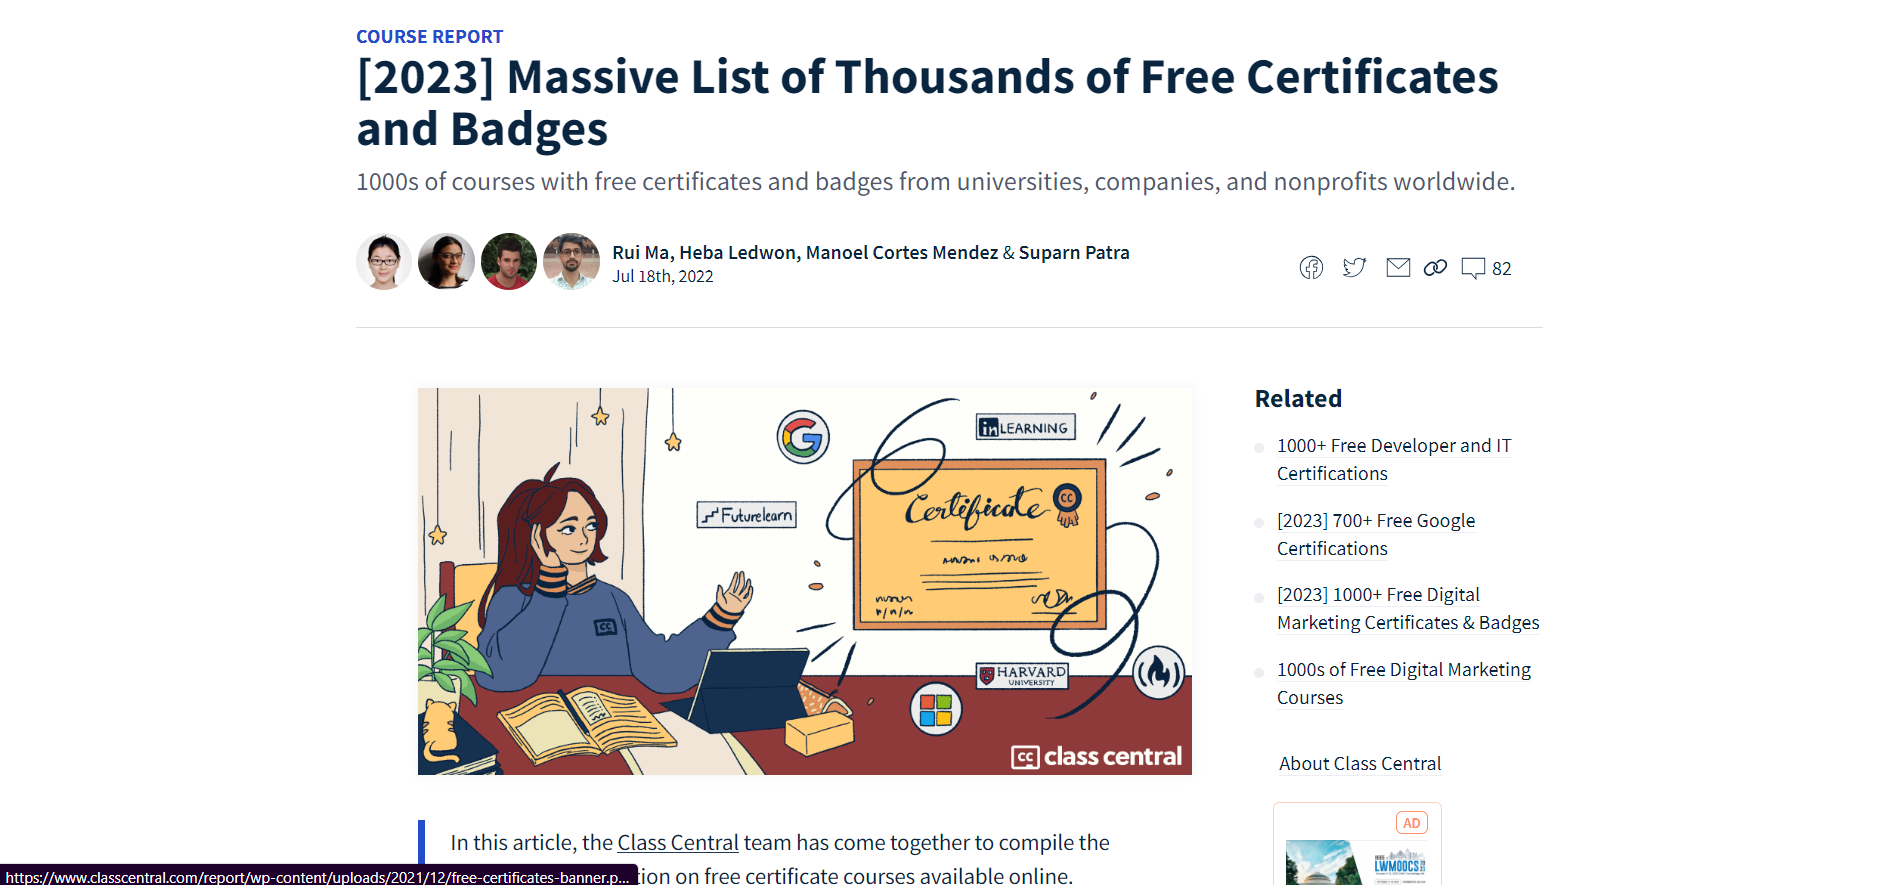 COURSE REPORT
[2023] Massive List of Thousands of Free Certificates
and Badges
1000s of courses with free certificates and badges from universities, companies, and nonprofits worldwide.
Rui Ma, Heba Ledwon, Manoel Cortes Mendez & Suparn Patra
Jul 18th, 2022
82
in LEARNING
Futurelearn
Certificate
CC
CC
HARVARD
UNIVERSITY
cc class central
Related
1000+ Free Developer and IT
Certifications
[2023] 700+ Free Google
Certifications
[2023] 1000+ Free Digital
Marketing Certificates & Badges
1000s of Free Digital Marketing
Courses
About Class Central
AD
LWMOOCS
In this article, the Class Central team has come together to compile the
tion on free certificate courses available online.
https://www.classcentral.com/report/wp-content/uploads/2021/12/free-certificates-banner.p...